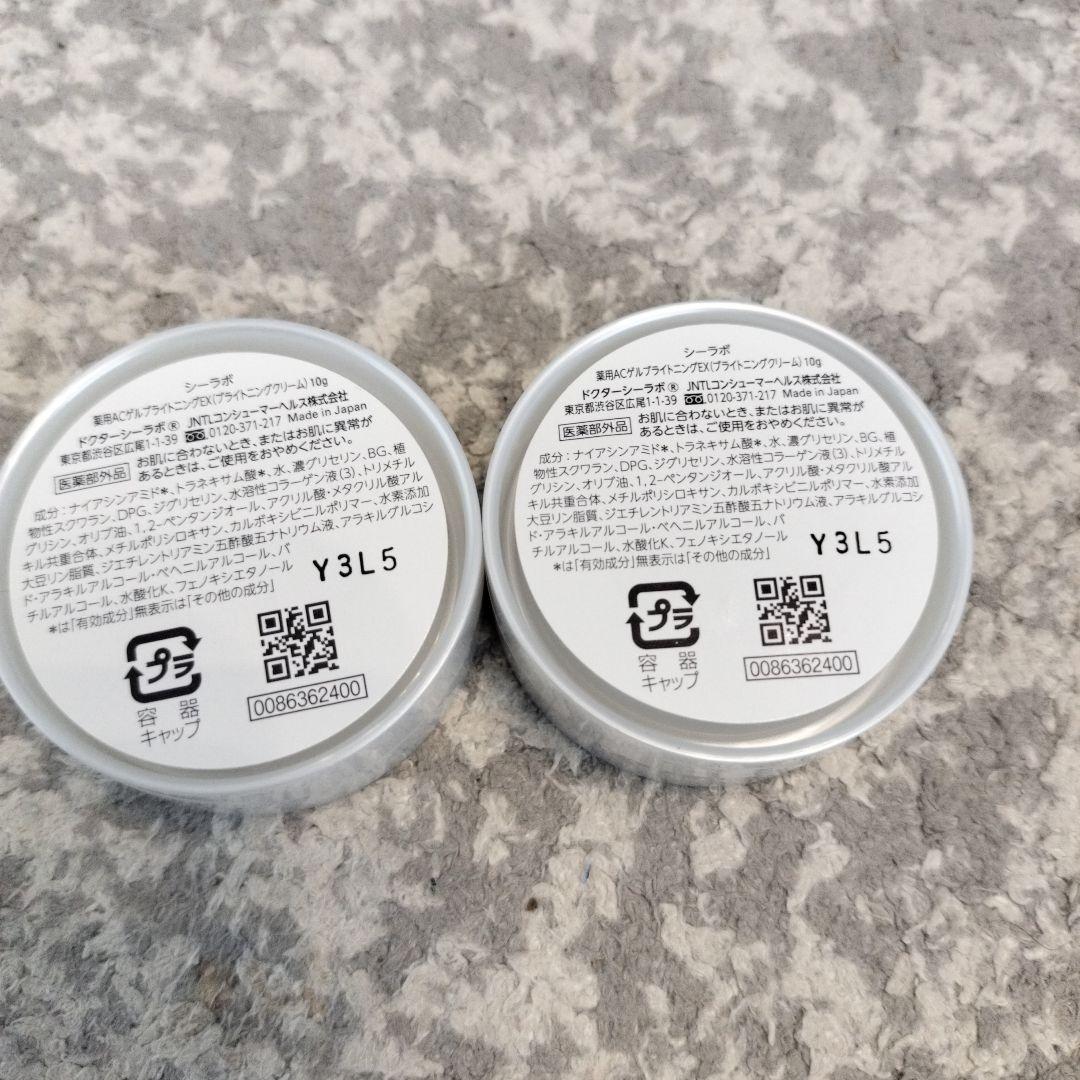 シーラボ
薬用ACゲルブライトニングEX(ブライトニングクリーム)10g
ドクターシーラボ® JNTLコンシューマーヘルス株式会社
東京都渋谷区広尾1-1-39 0120-371-217 Made in Japan
医薬部外品 お肌に合わないとき、またはお肌に異常が
あるときは、ご使用をおやめください。
成分:ナイアシンアミド*、トラネキサム酸*、水、濃グリセリン、BG、植
物性スクワラン、DPG、ジグリセリン、水溶性コラーゲン液(3)、トリメチル
グリシン、オリブ油、1,2-ペンタンジオール、アクリル酸・メタクリル酸アル
キル共重合体、メチルポリシロキサン、カルボキシビニルポリマー、水素添加
大豆リン脂質、ジエチレントリアミン五酢酸五ナトリウム液、アラキルグルコシ
ド・アラキルアルコール・ベヘニルアルコール、バ
チルアルコール、水酸化K、フェノキシエタノール
*は「有効成分」無表示は「その他の成分」
Y3L5
プラ
容器
キャップ
0086362400
シーラボ
薬用ACゲルブライトニングEX(ブライトニングクリーム)10g
ドクターシーラボ® JNTLコンシューマーヘルス株式会社
東京都渋谷区広尾1-1-39 0120-371-217 Made in Japan
医薬部外品 お肌に合わないとき、またはお肌に異常が
あるときは、ご使用をおやめください。
成分:ナイアシンアミド*、トラネキサム酸*、水、濃グリセリン、BG、植
物性スクワラン、DPG、ジグリセリン、水溶性コラーゲン液(3)、トリメチル
グリシン、オリブ油、1,2-ペンタンジオール、アクリル酸・メタクリル酸アル
キル共重合体、メチルポリシロキサン、カルボキシビニルポリマー、水素添加
大豆リン脂質、ジエチレントリアミン五酢酸五ナトリウム液、アラキルグルコシ
ド・アラキルアルコール・ベヘニルアルコール、バ
チルアルコール、水酸化K、フェノキシエタノール
*は「有効成分」無表示は「その他の成分」
Y3L5
プラ
容器
キャップ
0086362400